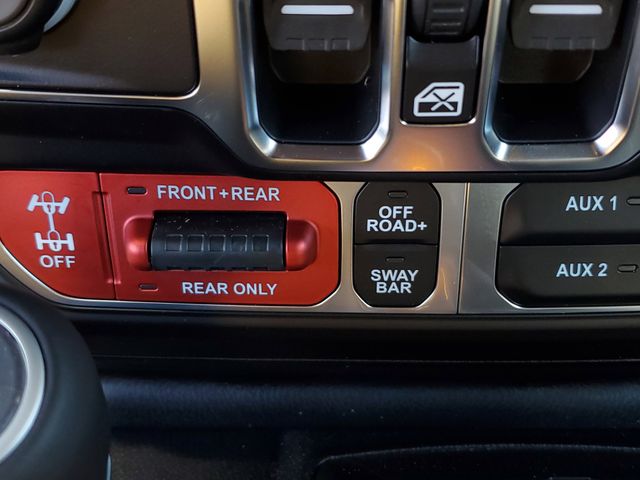 FRONT+REAR
OFF
REAR ONLY
OFF
ROAD+
SWAY
BAR
AUX 1
AUX 2